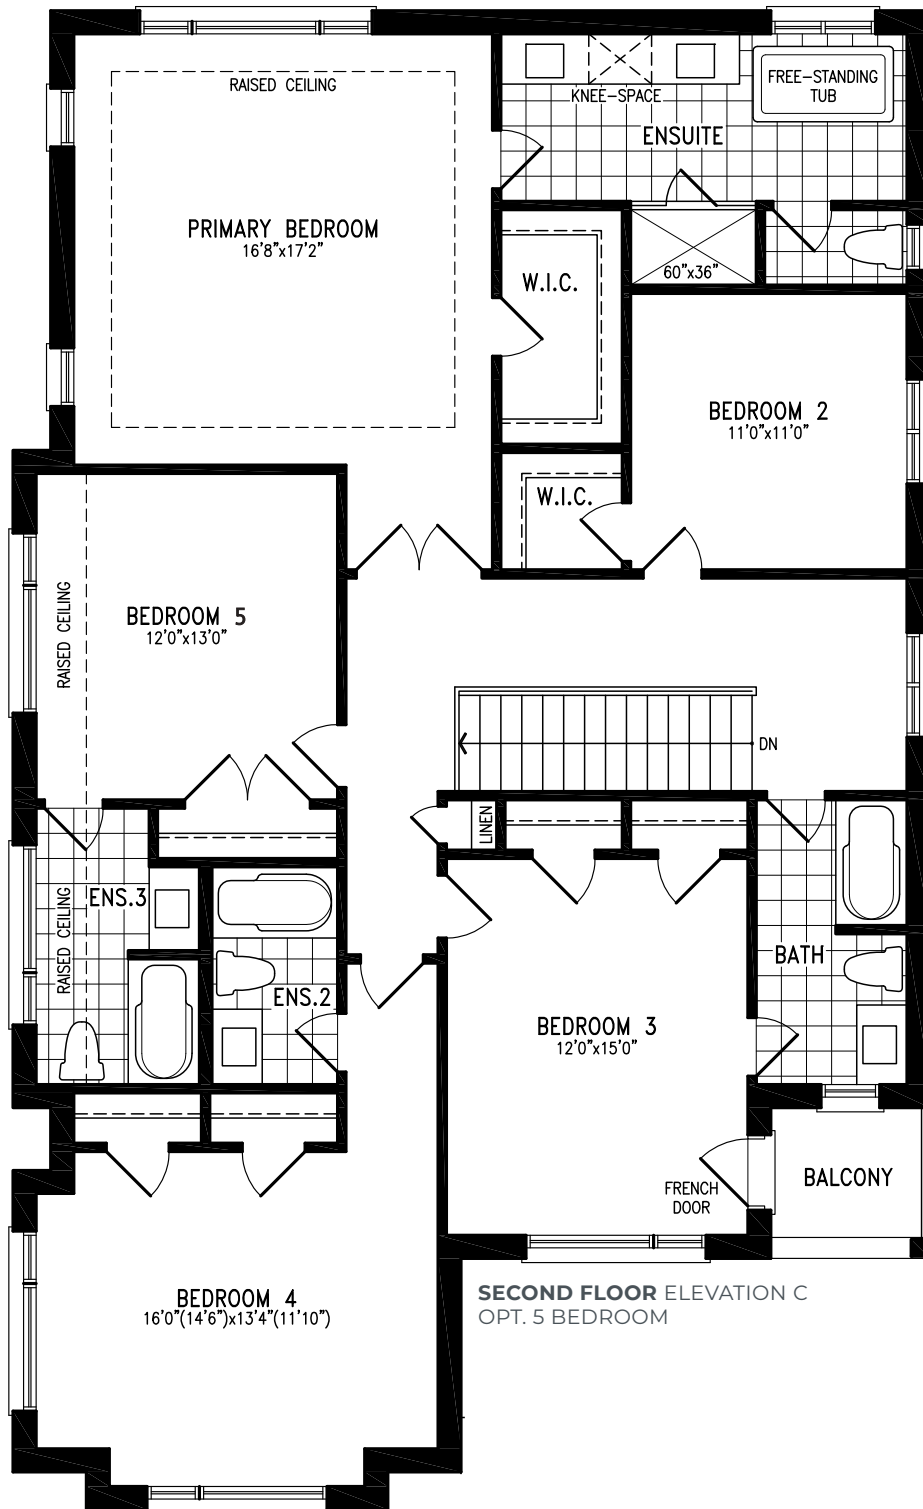 RAISED CEILING
KNEE-SPACE
FREE-STANDING
TUB
ENSUITE
PRIMARY BEDROOM
16'8"x17'2"
W.I.C.
60"x36"
BEDROOM 2
11'0"x11'0"
W.I.C.
RAISED CEILING
BEDROOM 5
12'0"x13'0"
DN
LINEN
ENS.3
RAISED CEILING
ENS.2
BATH
BEDROOM 3
12'0"x15'0"
FRENCH
DOOR
BALCONY
BEDROOM 4
16'0"(14'6")x13'4"(11'10")
SECOND FLOOR ELEVATION C
OPT. 5 BEDROOM